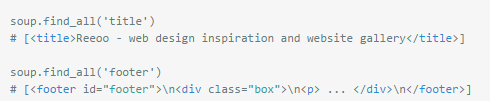 soup.find_all('title')
# [<title>Reeoo - web design inspiration and website gallery</title>]
soup.find_all('footer')
# [<footer id="footer">\n<div class="box">\n<p> ... </div>\n</footer>]